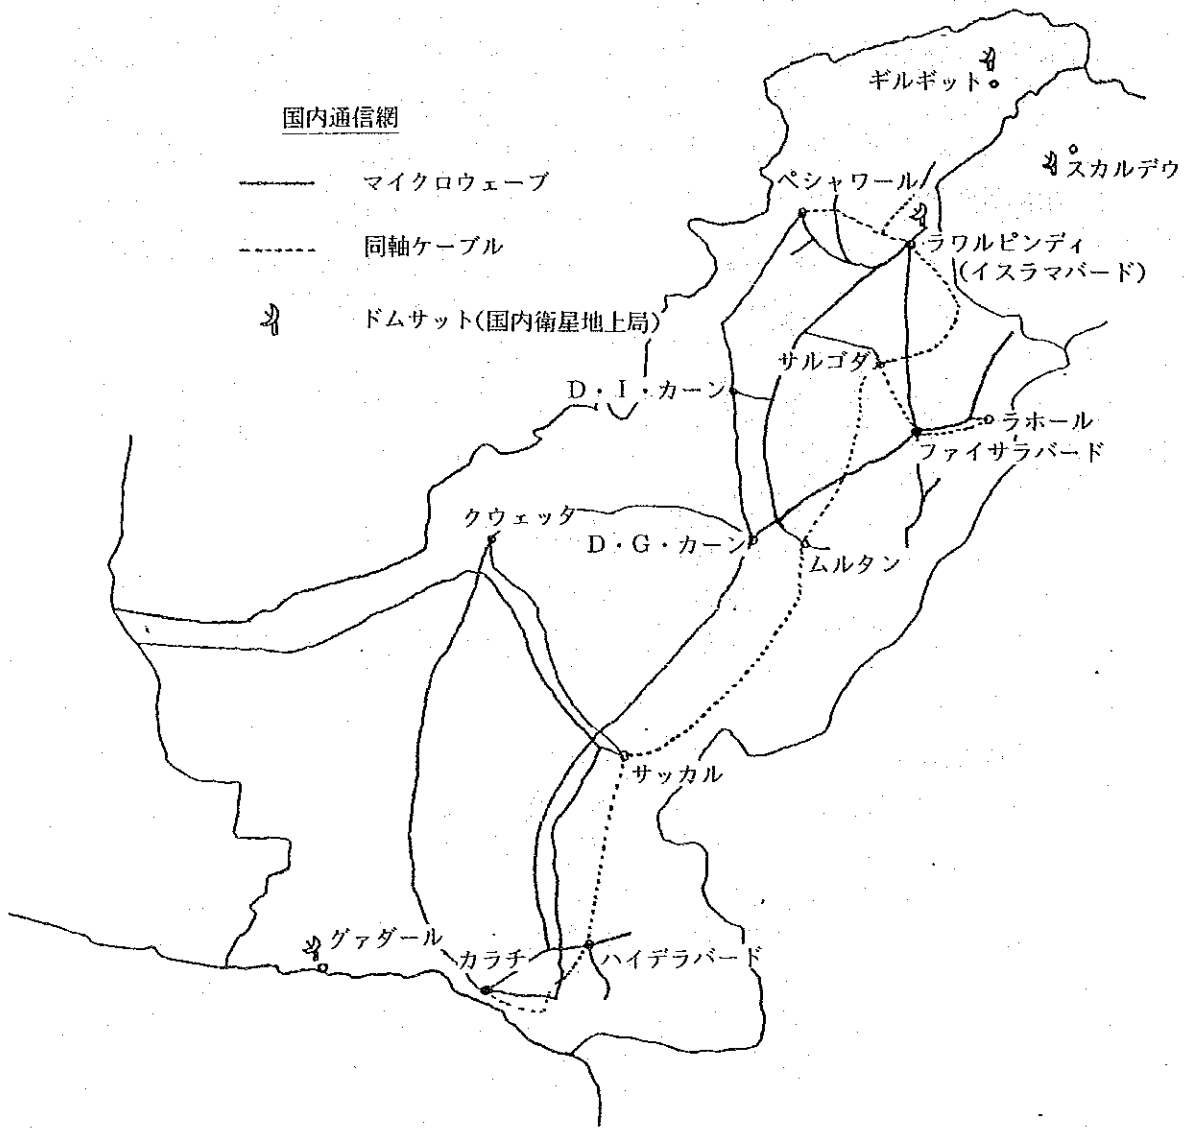 国内通信網
マイクロウェーブ
同軸ケーブル
ドムサット(国内衛星地上局)
ギルギット
スカルデウ
ペシャワール
ラワルピンディ
(イスラマバード)
サルゴダ
D・I・カーン
ラホール
ファイサラバード
クウェッタ
D・G・カーン
ムルタン
サッカル
グァダール
カラチ
ハイデラバード